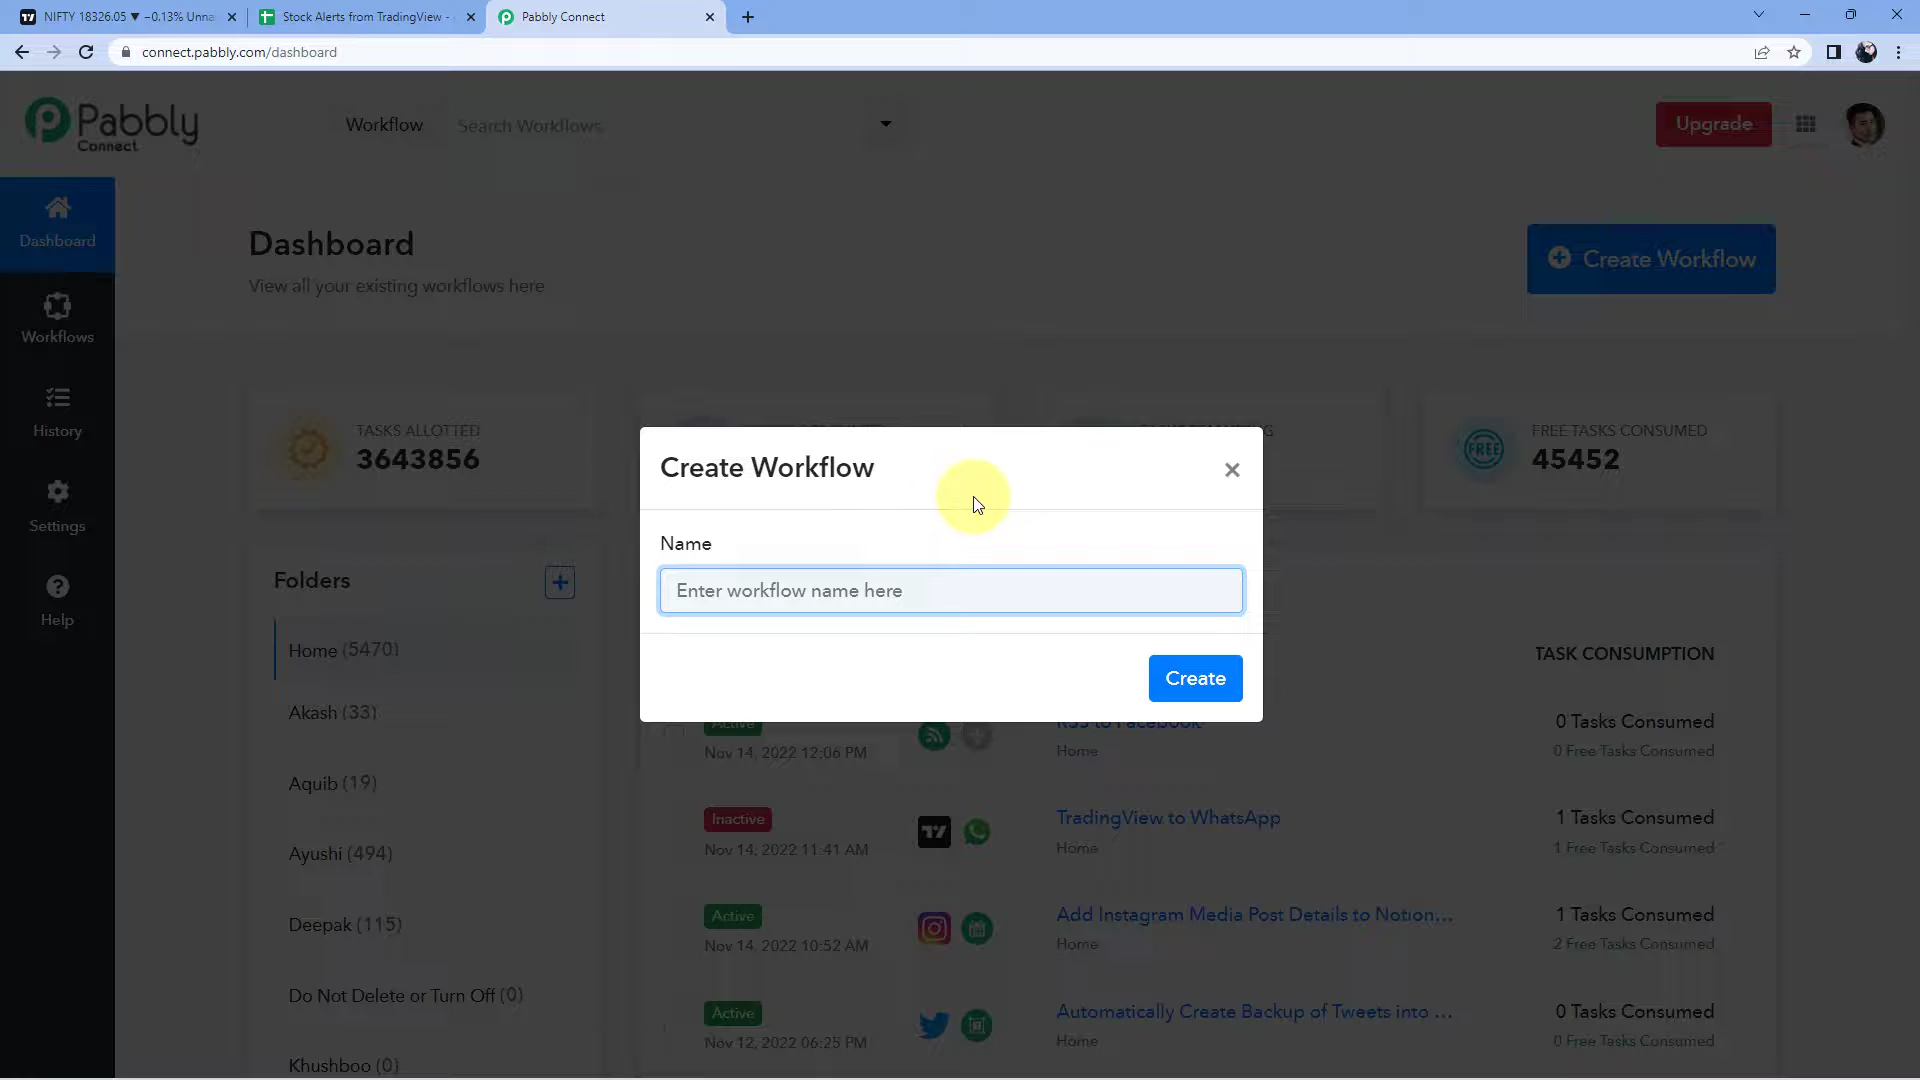 NIFTY 18326.05 ▼ −0.13% Unna
Stock Alerts from TradingView -
Pabbly Connect
connect.pabbly.com/dashboard
Pabbly
Connect
Workflow
Search Workflows
Upgrade
Dashboard
Workflows
History
Settings
Help
Dashboard
View all your existing workflows here
Create Workflow
TASKS ALLOTTED
3643856
FREE TASKS CONSUMED
45452
Create Workflow
×
Name
Enter workflow name here
Create
Folders
Home (5470)
Akash (33)
Aquib (19)
Ayushi (494)
Deepak (115)
Do Not Delete or Turn Off (0)
Khushboo (0)
TASK CONSUMPTION
Active
Nov 14, 2022 12:06 PM
RSS to Facebook
Home
0 Tasks Consumed
0 Free Tasks Consumed
Inactive
Nov 14, 2022 11:41 AM
TradingView to WhatsApp
Home
1 Tasks Consumed
1 Free Tasks Consumed
Active
Nov 14, 2022 10:52 AM
Add Instagram Media Post Details to Notion...
Home
1 Tasks Consumed
2 Free Tasks Consumed
Active
Nov 12, 2022 06:25 PM
Automatically Create Backup of Tweets into ...
Home
0 Tasks Consumed
0 Free Tasks Consumed